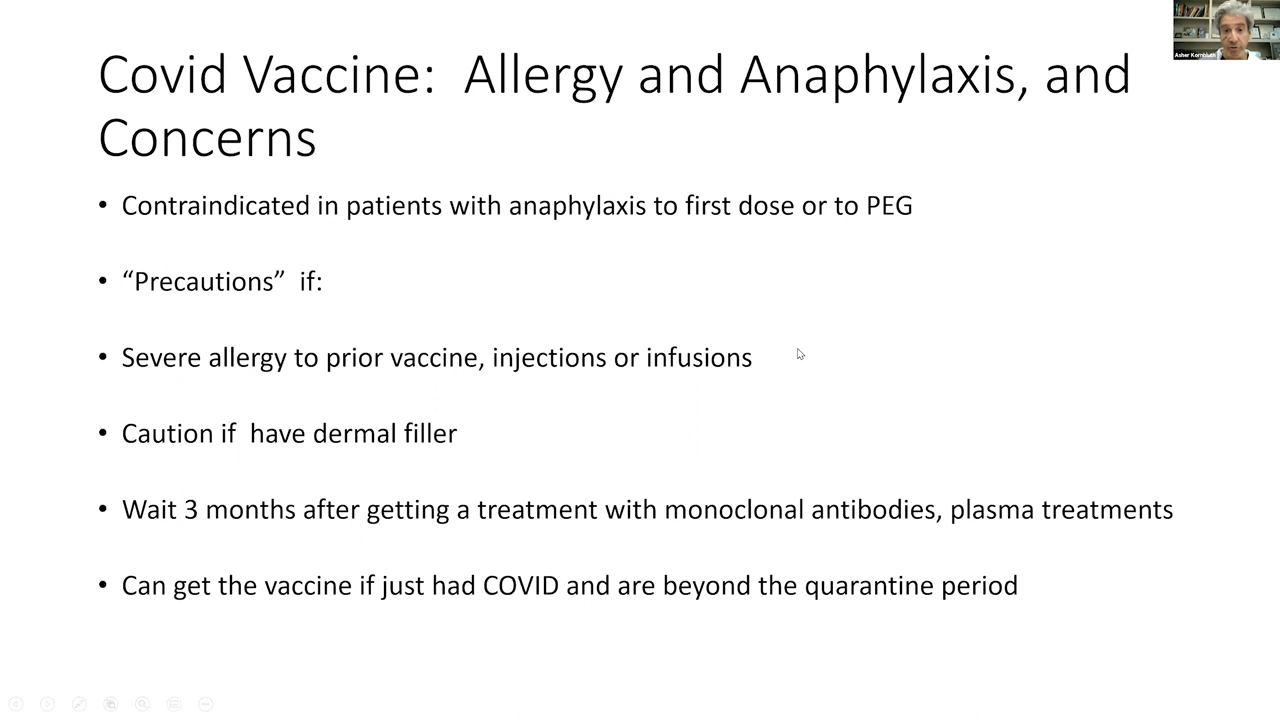 Asher Kornbluth
Covid Vaccine:  Allergy and Anaphylaxis, and
Concerns
• Contraindicated in patients with anaphylaxis to first dose or to PEG
• “Precautions”  if:
• Severe allergy to prior vaccine, injections or infusions
• Caution if  have dermal filler
• Wait 3 months after getting a treatment with monoclonal antibodies, plasma treatments
• Can get the vaccine if just had COVID and are beyond the quarantine period